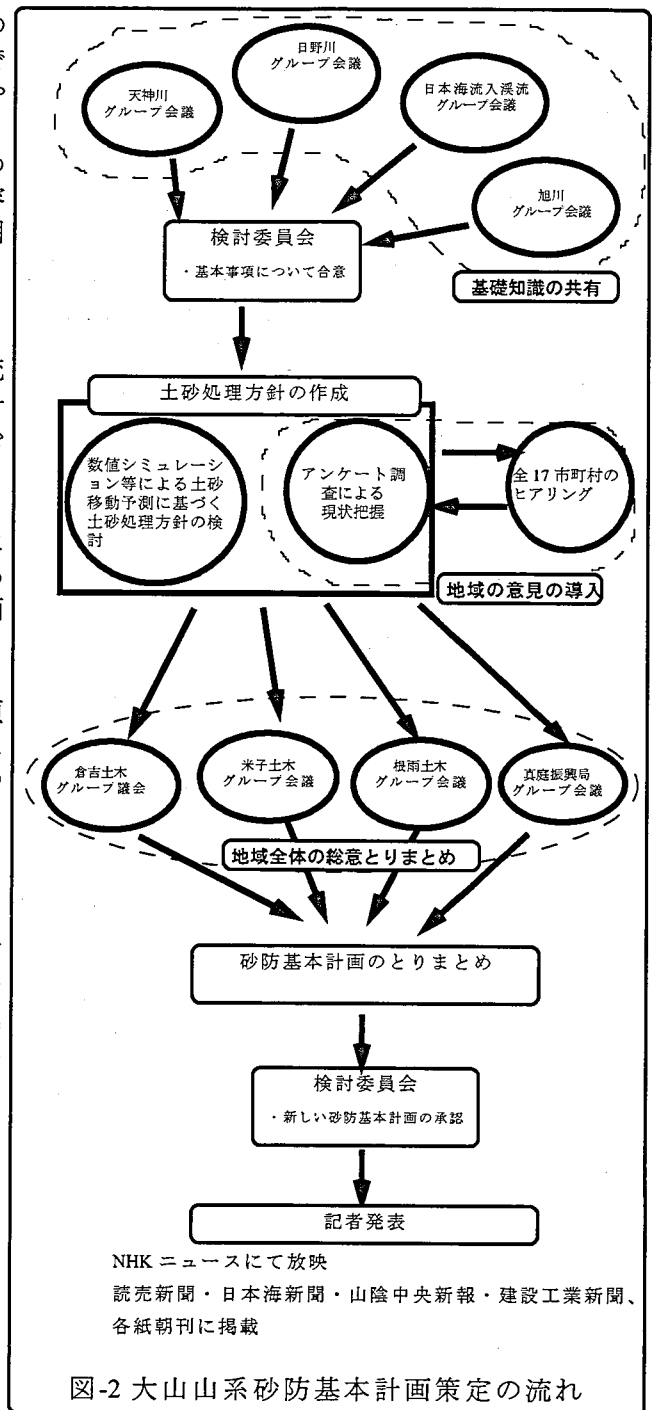 日野川
グループ会議
天神川
グループ会議
日本海流入渓流
グループ会議
旭川
グループ会議
検討委員会
・基本事項について合意
基礎知識の共有
土砂処理方針の作成
数値シミュレーシ
ョン等による土砂
移動予測に基づく
土砂処理方針の検
討
アンケート調
査による
現状把握
全17市町村の
ヒアリング
地域の意見の導入
倉吉土木
グループ議会
米子土木
グループ会議
根雨土木
グループ会議
真庭振興局
グループ会議
地域全体の総意とりまとめ
砂防基本計画のとりまとめ
検討委員会
・新しい砂防基本計画の承認
記者発表
NHKニュースにて放映
読売新聞・日本海新聞・山陰中央新報・建設工業新聞、
各紙朝刊に掲載
図-2 大山山系砂防基本計画策定の流れ